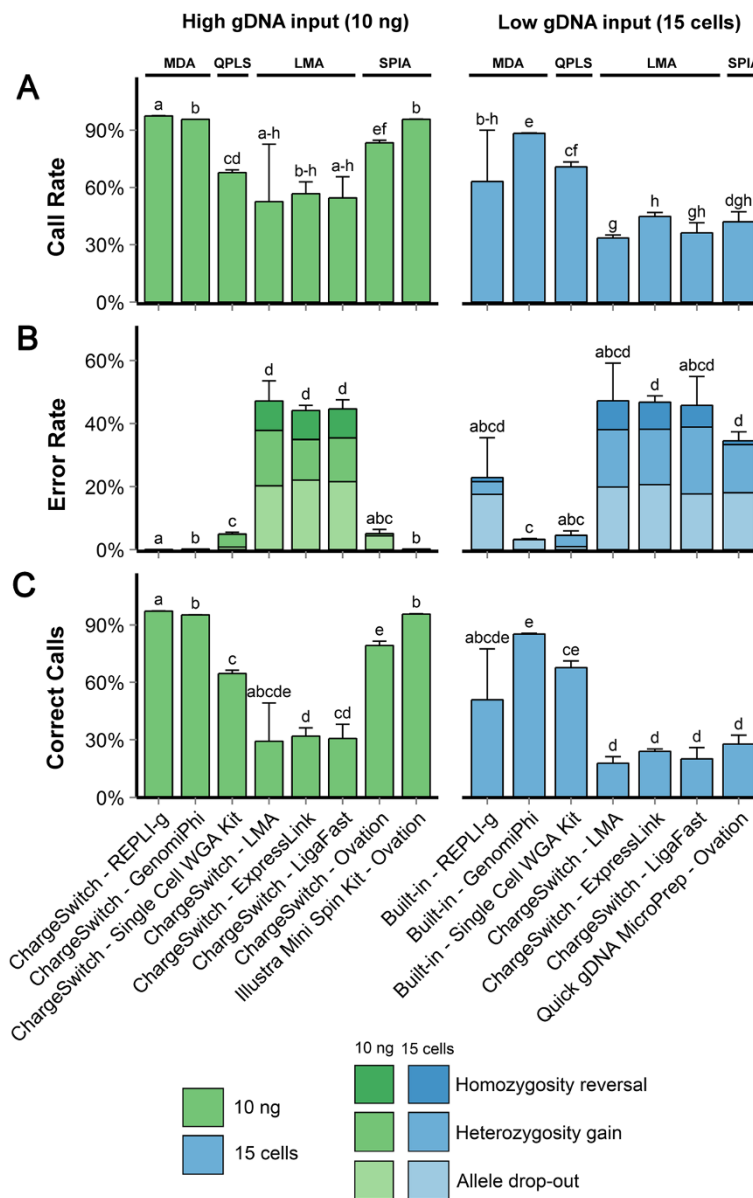 High gDNA input (10 ng)
Low gDNA input (15 cells)
MDA QPLS LMA SPIA
MDA QPLS LMA SPIA
A
Call Rate
90%
60%
30%
0%
a b cd a-h b-h a-h ef b
b-h e cf g h gh dgh
B
Error Rate
60%
40%
20%
0%
a b c d d d abc b
abcd c abc abcd d abcd d
C
Correct Calls
90%
60%
30%
0%
a b c abcde d cd e b
abcde e ce d d d d
ChargeSwitch - REPLI-g
ChargeSwitch - GenomiPhi
ChargeSwitch - Single Cell WGA Kit
ChargeSwitch - LMA
ChargeSwitch - ExpressLink
ChargeSwitch - LigaFast
ChargeSwitch - Ovation
Illustra Mini Spin Kit - Ovation
Built-in - REPLI-g
Built-in - GenomiPhi
Built-in - Single Cell WGA Kit
ChargeSwitch - LMA
ChargeSwitch - ExpressLink
ChargeSwitch - LigaFast
Quick gDNA MicroPrep - Ovation
10 ng
15 cells
10 ng 15 cells
Homozygosity reversal
Heterozygosity gain
Allele drop-out